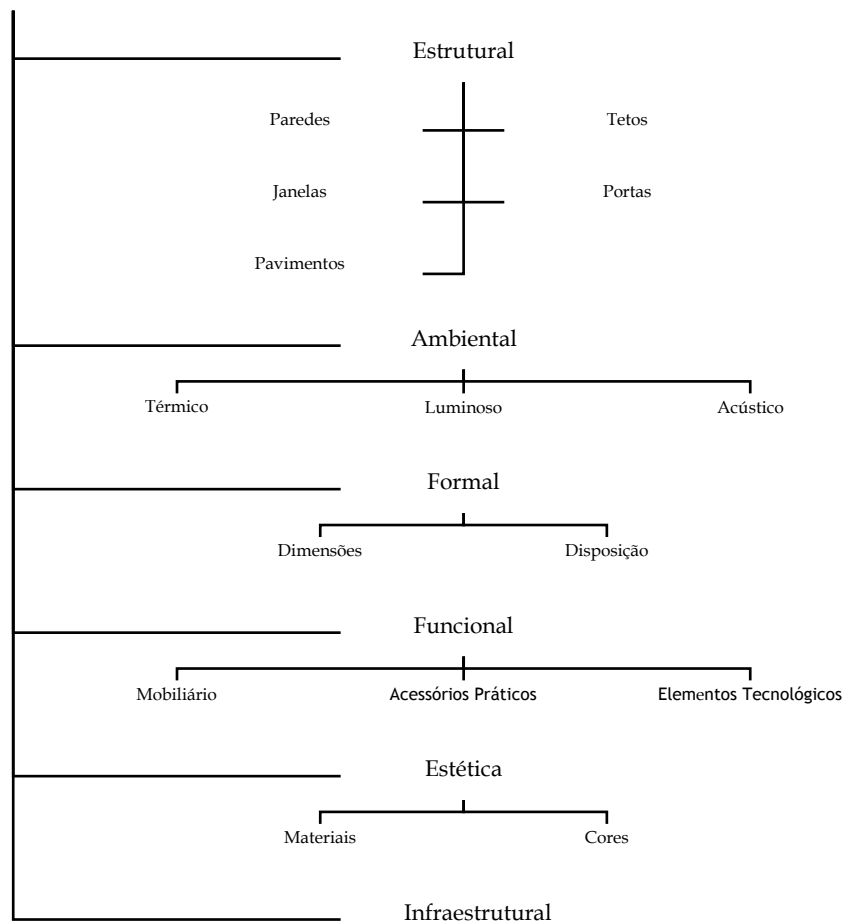 Estrutural
Paredes
Tetos
Janelas
Portas
Pavimentos
Ambiental
Térmico
Luminoso
Acústico
Formal
Dimensões
Disposição
Funcional
Mobiliário
Acessórios Práticos
Elementos Tecnológicos
Estética
Materiais
Cores
Infraestrutural